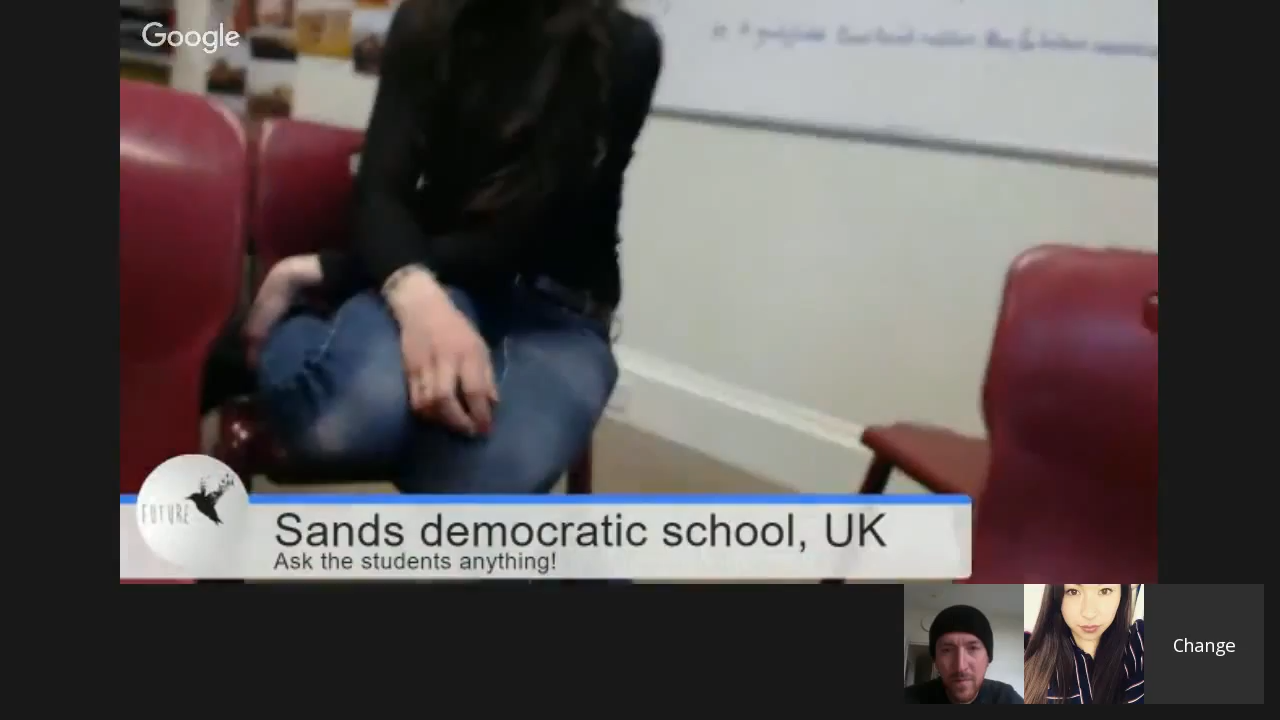 Google
FUTURE
Sands democratic school, UK
Ask the students anything!
Change